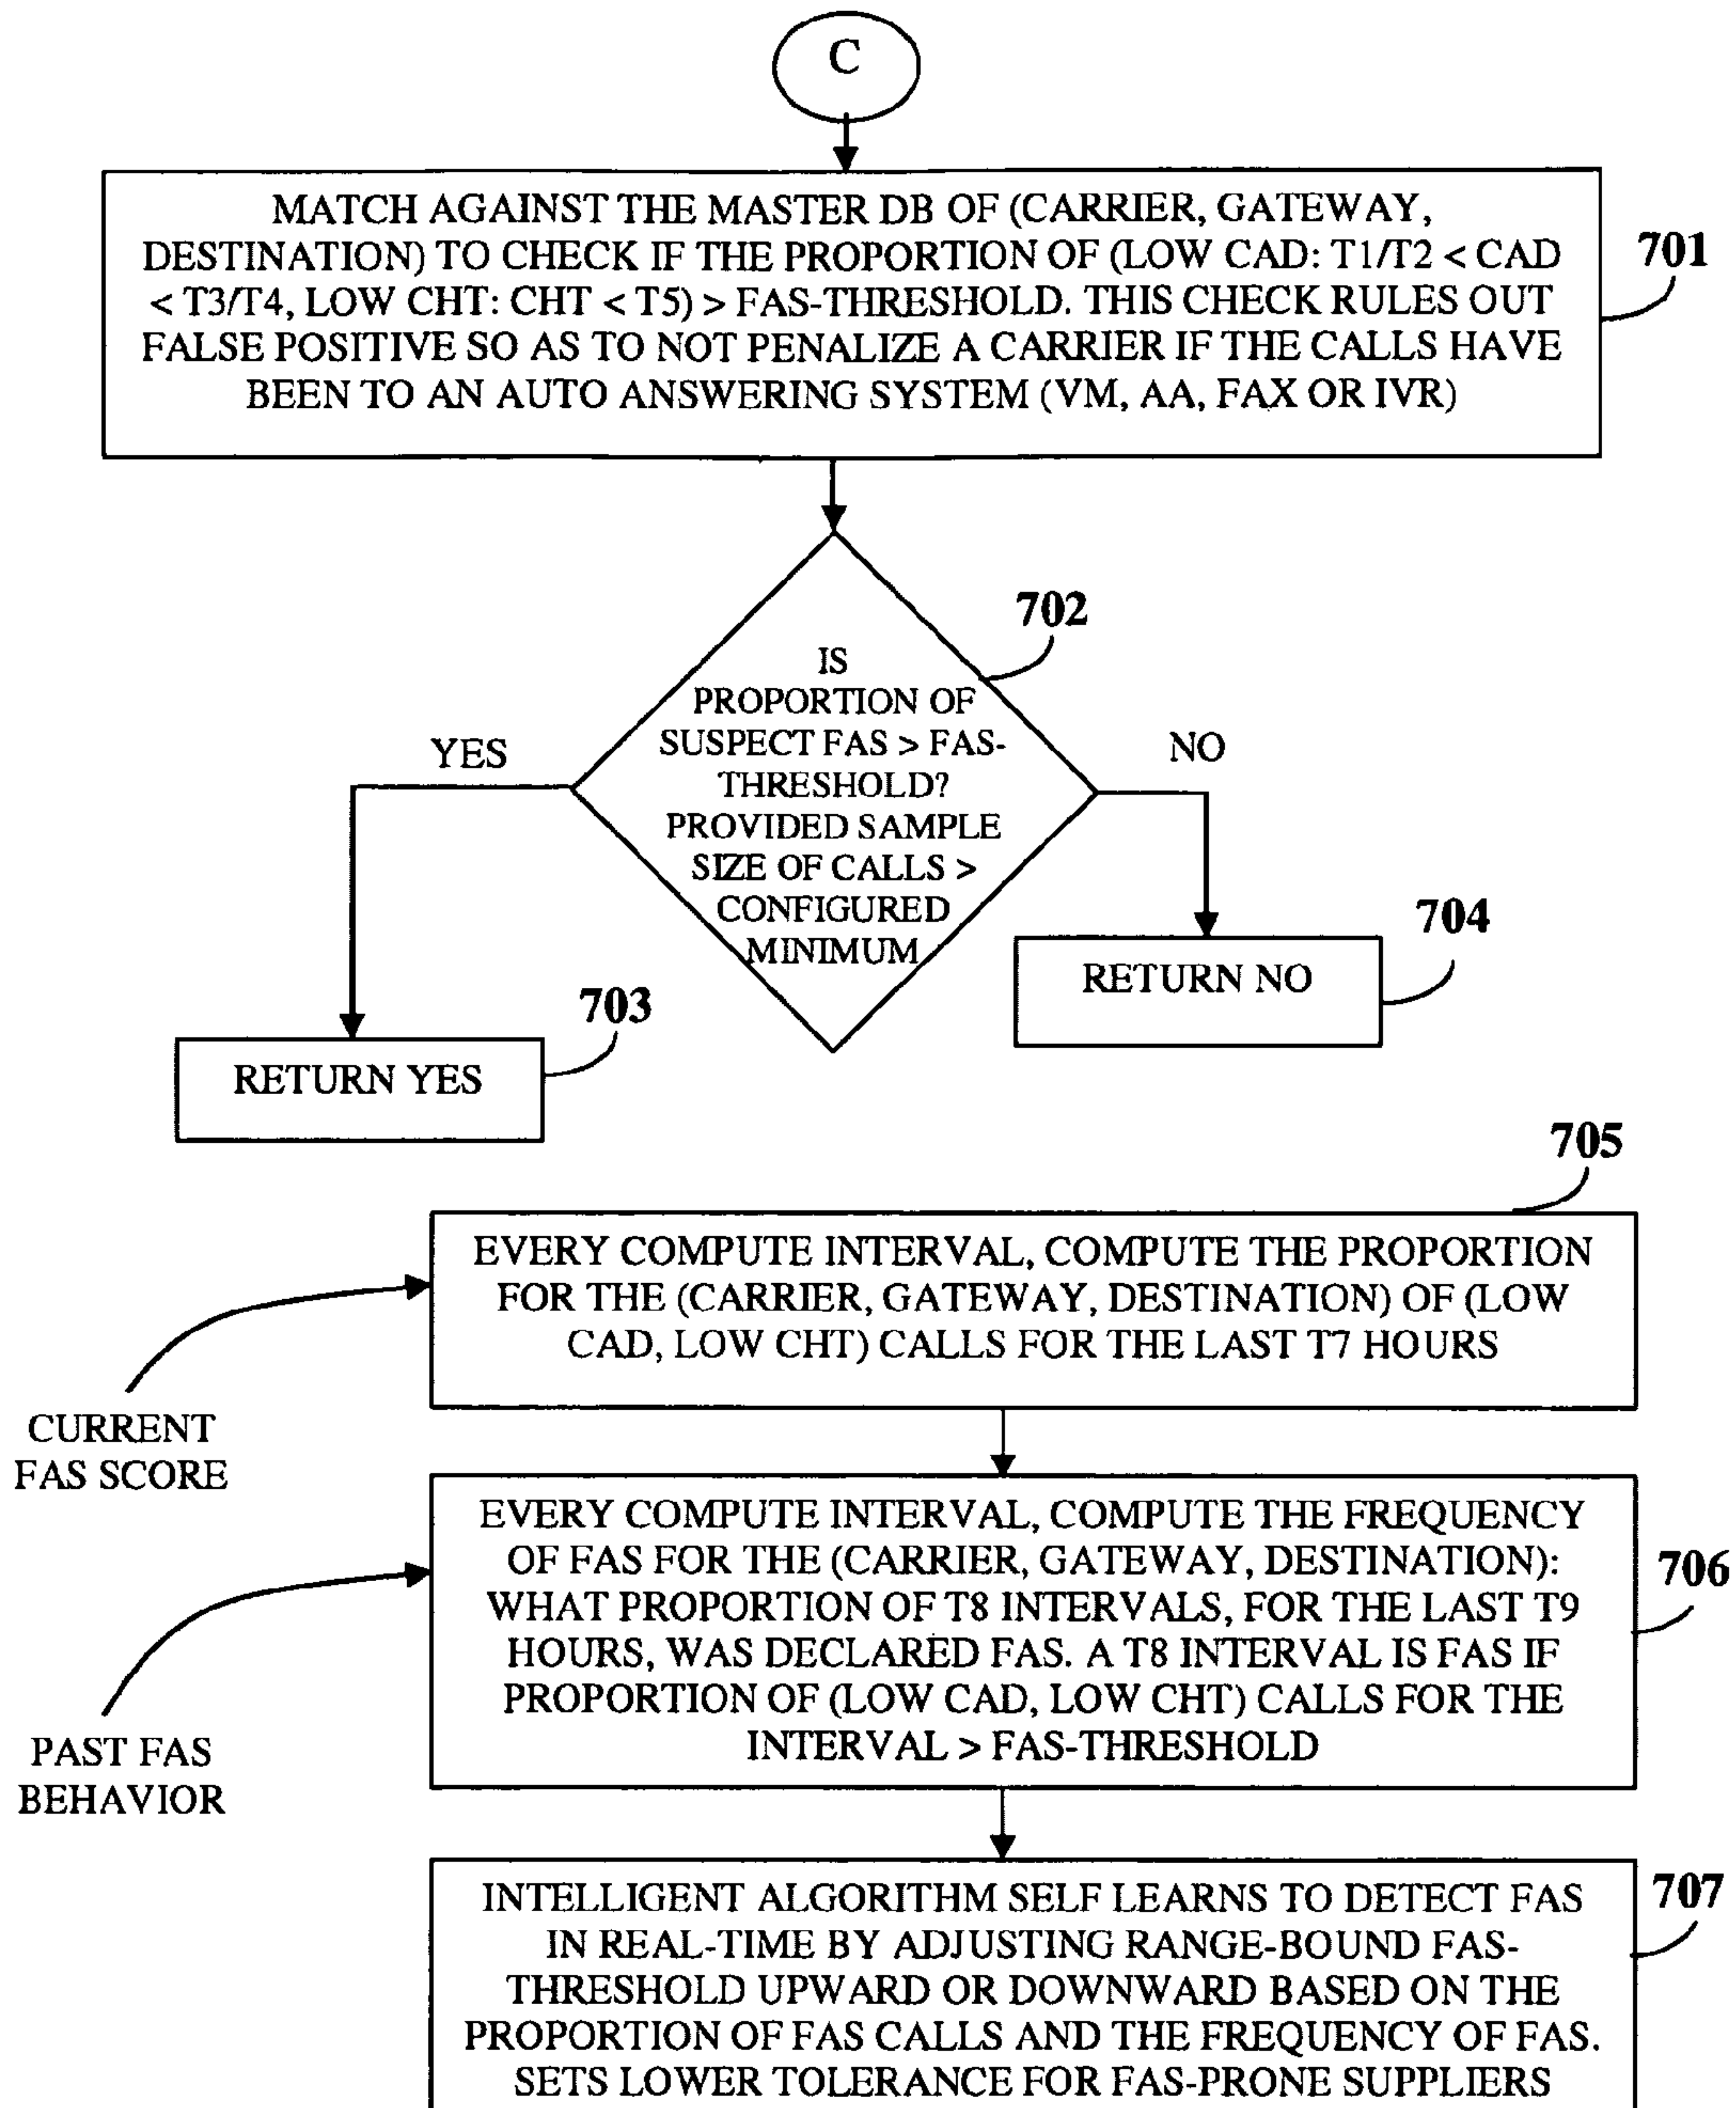 C
MATCH AGAINST THE MASTER DB OF (CARRIER, GATEWAY,
DESTINATION) TO CHECK IF THE PROPORTION OF (LOW CAD: T1/T2 < CAD
< T3/T4, LOW CHT: CHT < T5) > FAS-THRESHOLD. THIS CHECK RULES OUT
FALSE POSITIVE SO AS TO NOT PENALIZE A CARRIER IF THE CALLS HAVE
BEEN TO AN AUTO ANSWERING SYSTEM (VM, AA, FAX OR IVR)
701
702
IS
PROPORTION OF
SUSPECT FAS > FAS-
THRESHOLD?
PROVIDED SAMPLE
SIZE OF CALLS >
CONFIGURED
MINIMUM
YES
NO
704
RETURN NO
703
RETURN YES
705
EVERY COMPUTE INTERVAL, COMPUTE THE PROPORTION
FOR THE (CARRIER, GATEWAY, DESTINATION) OF (LOW
CAD, LOW CHT) CALLS FOR THE LAST T7 HOURS
CURRENT
FAS SCORE
EVERY COMPUTE INTERVAL, COMPUTE THE FREQUENCY
OF FAS FOR THE (CARRIER, GATEWAY, DESTINATION):
WHAT PROPORTION OF T8 INTERVALS, FOR THE LAST T9
HOURS, WAS DECLARED FAS. A T8 INTERVAL IS FAS IF
PROPORTION OF (LOW CAD, LOW CHT) CALLS FOR THE
INTERVAL > FAS-THRESHOLD
706
PAST FAS
BEHAVIOR
INTELLIGENT ALGORITHM SELF LEARNS TO DETECT FAS
IN REAL-TIME BY ADJUSTING RANGE-BOUND FAS-
THRESHOLD UPWARD OR DOWNWARD BASED ON THE
PROPORTION OF FAS CALLS AND THE FREQUENCY OF FAS.
SETS LOWER TOLERANCE FOR FAS-PRONE SUPPLIERS
707